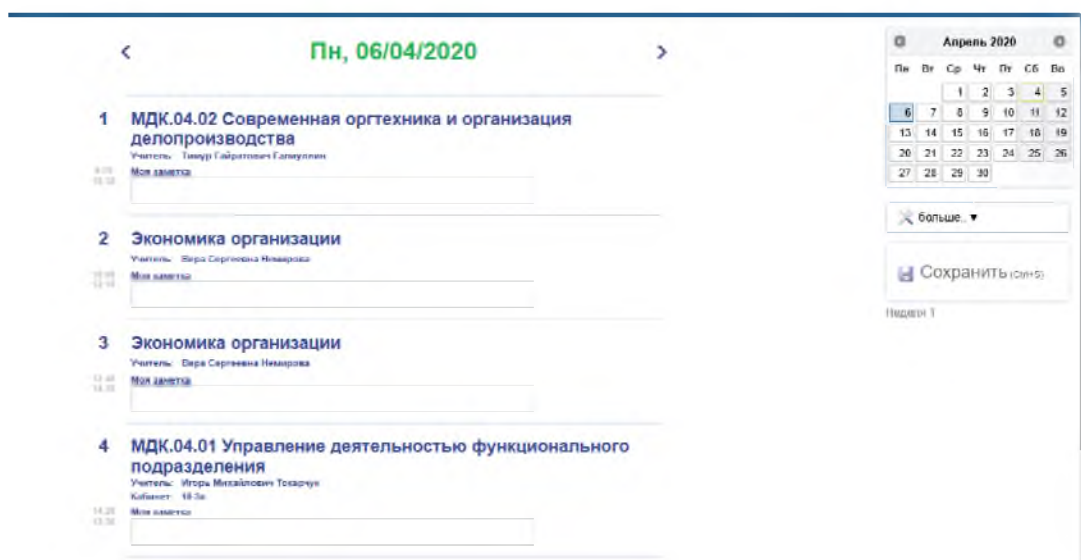 Пн, 06/04/2020
1 МДК.04.02 Современная оргтехника и организация
делопроизводства
Учитель: Тимур Гайратович
Моя заметка
2 Экономика организации
Учитель: Вера Сергеевна Немирова
Моя заметка
3 Экономика организации
Учитель: Вера Сергеевна Немирова
Моя заметка
4 МДК.04.01 Управление деятельностью функционального
подразделения
Учитель: Игорь Михайлович Токарчук
Кабинет
Моя заметка
Апрель 2020
Пн Вт Ср Чт Пт Сб Во
1 2 3 4 5
6 7 8 9 10 11 12
13 14 15 16 17 18 19
20 21 22 23 24 25 26
27 28 29 30
больше.. ▼
Сохранить (Ctrl+S)
Неделя 1